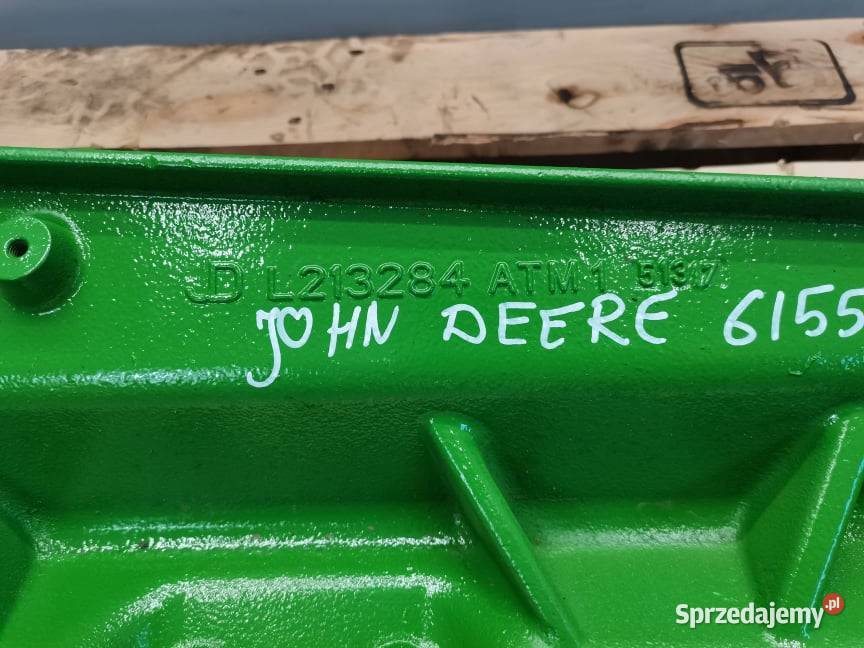 JD L213284 ATM1 5137
JOHN DEERE 6155
Sprzedajemy.pl